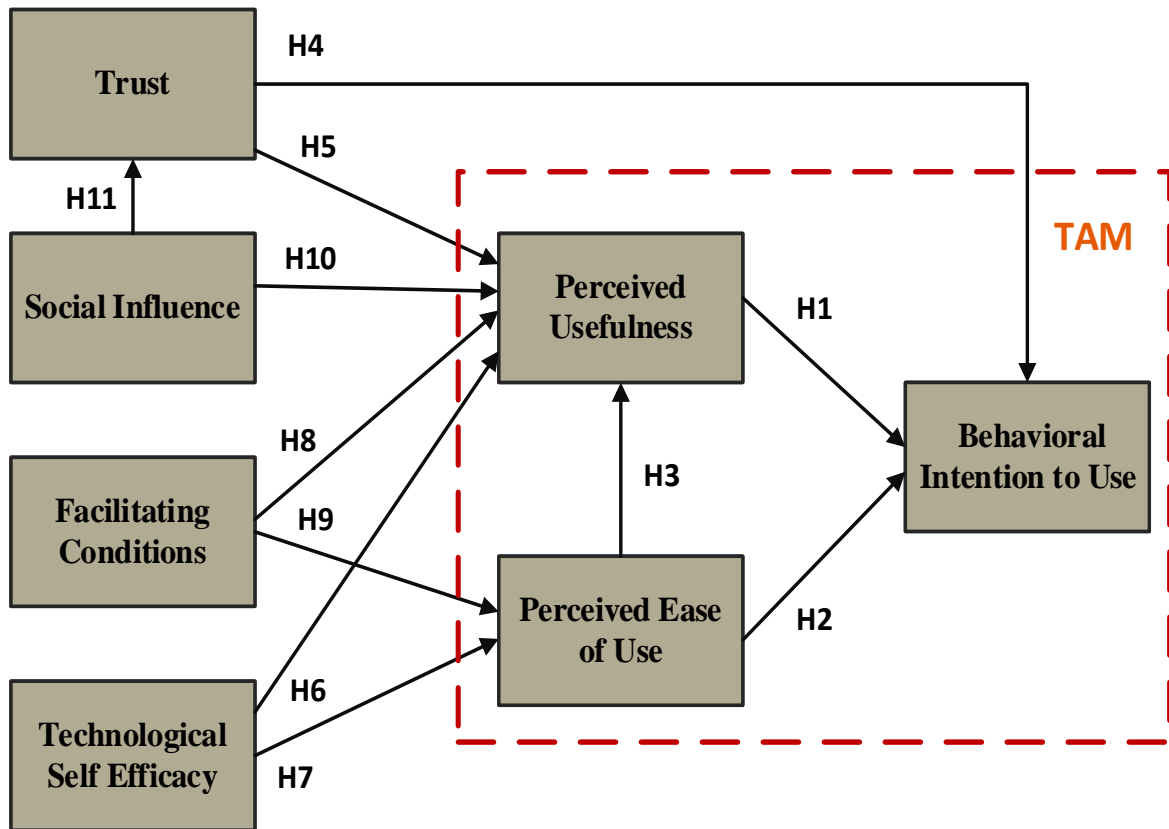 H4
Trust
H5
H11
TAM
Social Influence
H10
Perceived
Usefulness
H1
Behavioral
Intention to Use
H8
H3
Facilitating
Conditions
H9
Perceived Ease
of Use
H2
H6
Technological
Self Efficacy
H7